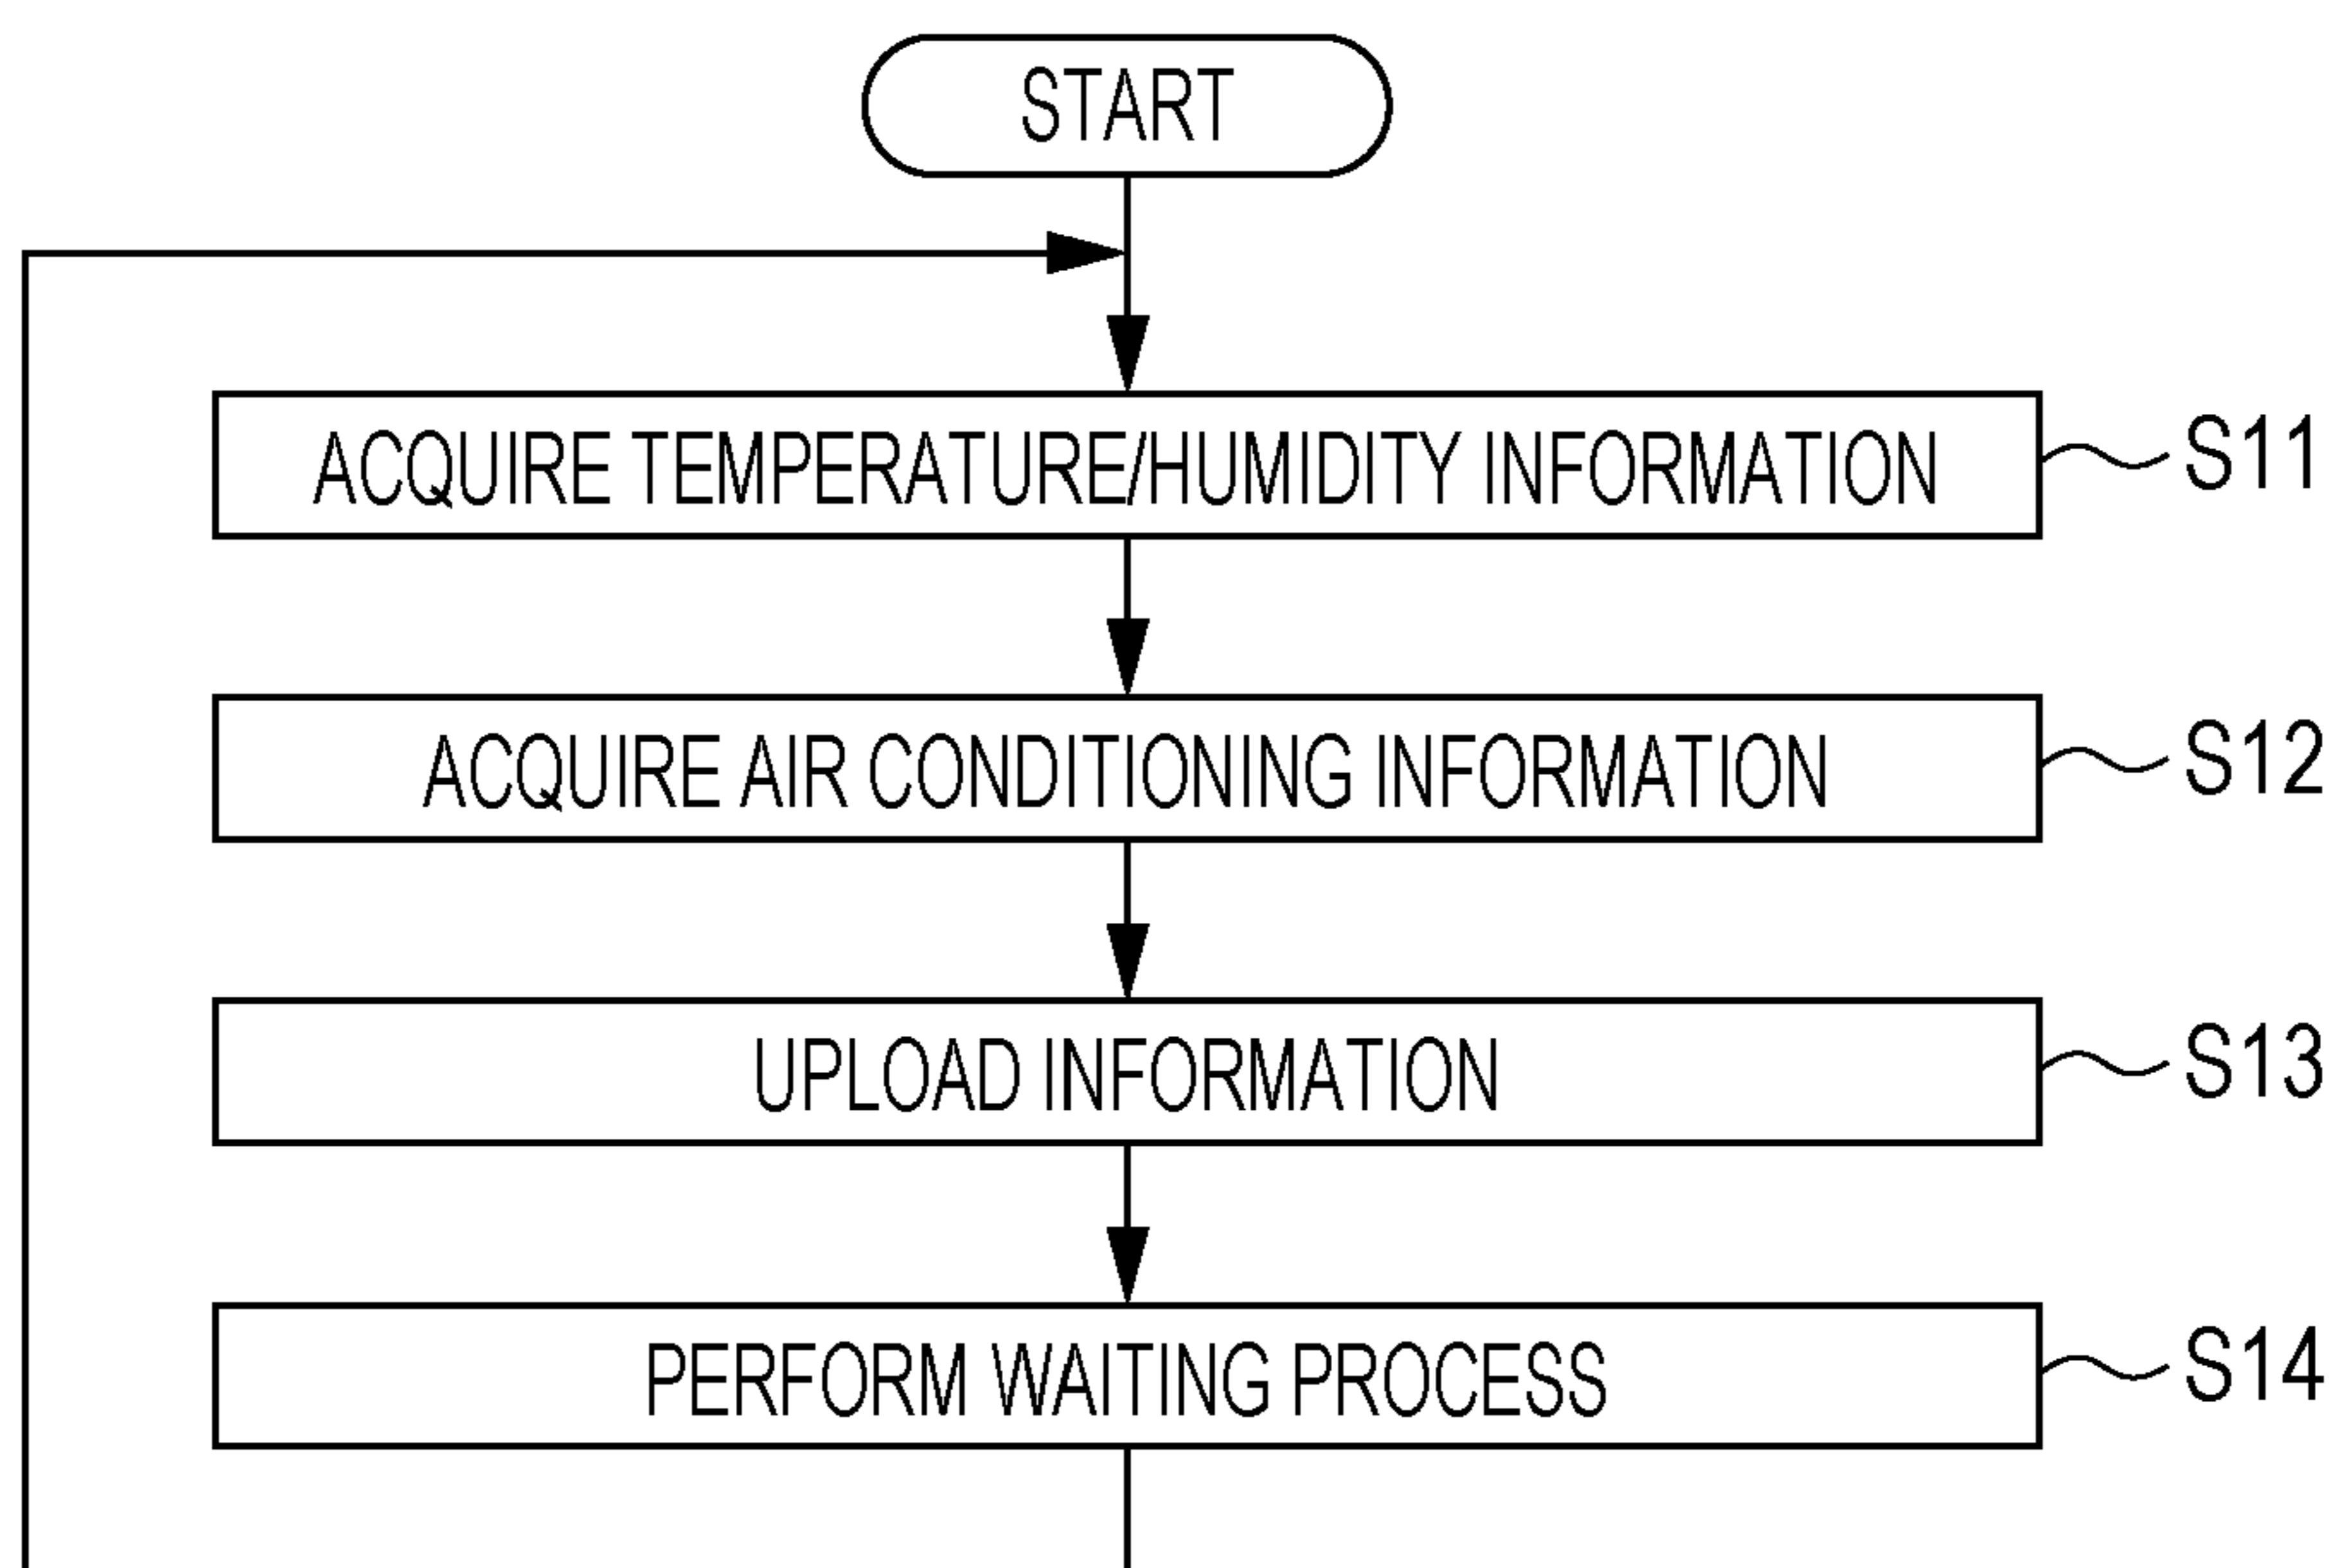 START
ACQUIRE TEMPERATURE/HUMIDITY INFORMATION S11
ACQUIRE AIR CONDITIONING INFORMATION S12
UPLOAD INFORMATION S13
PERFORM WAITING PROCESS S14